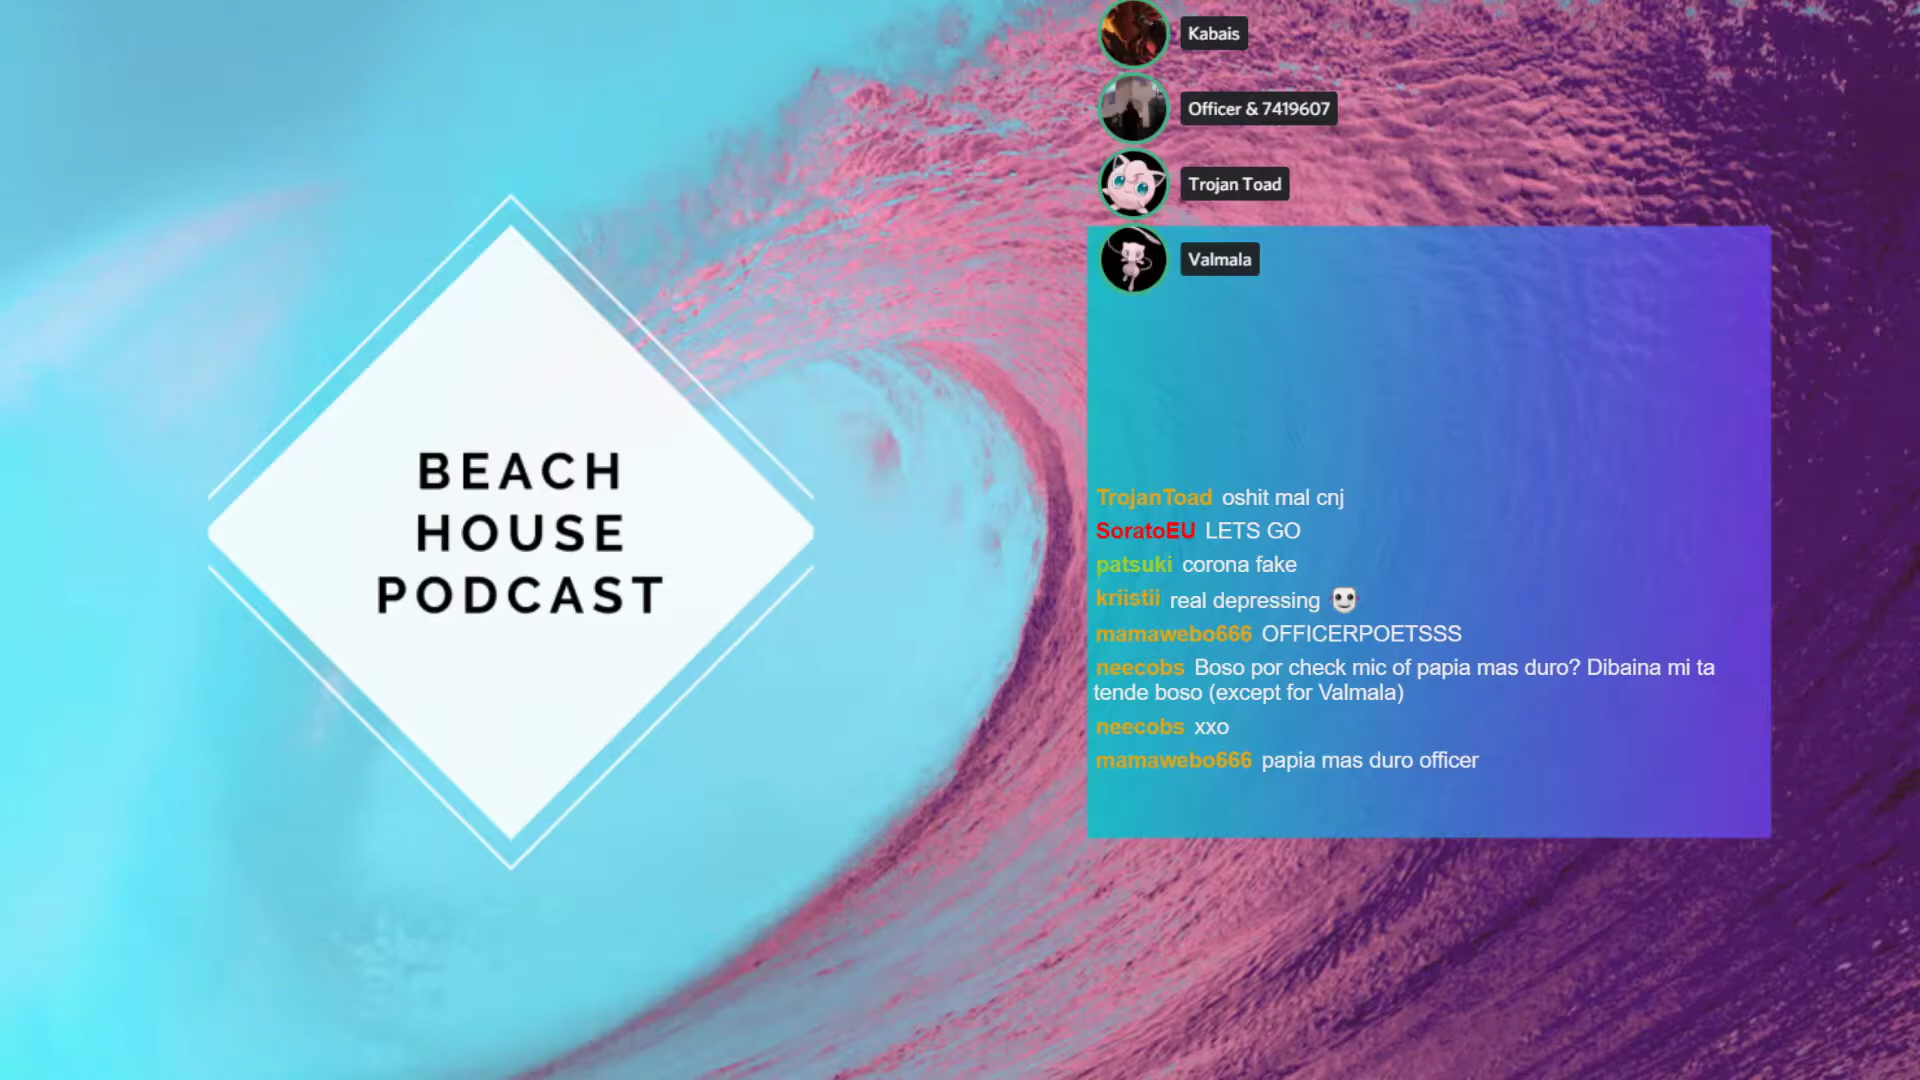 Kabais
Officer & 7419607
Trojan Toad
Valmala
BEACH
HOUSE
PODCAST
TrojanToad oshit mal cnj
SoratoEU LETS GO
patsuki corona fake
kriistii real depressing
mamawebo666 OFFICERPOETSSS
neecobs Boso por check mic of papia mas duro? Dibaina mi ta
tende boso (except for Valmala)
neecobs xxo
mamawebo666 papia mas duro officer